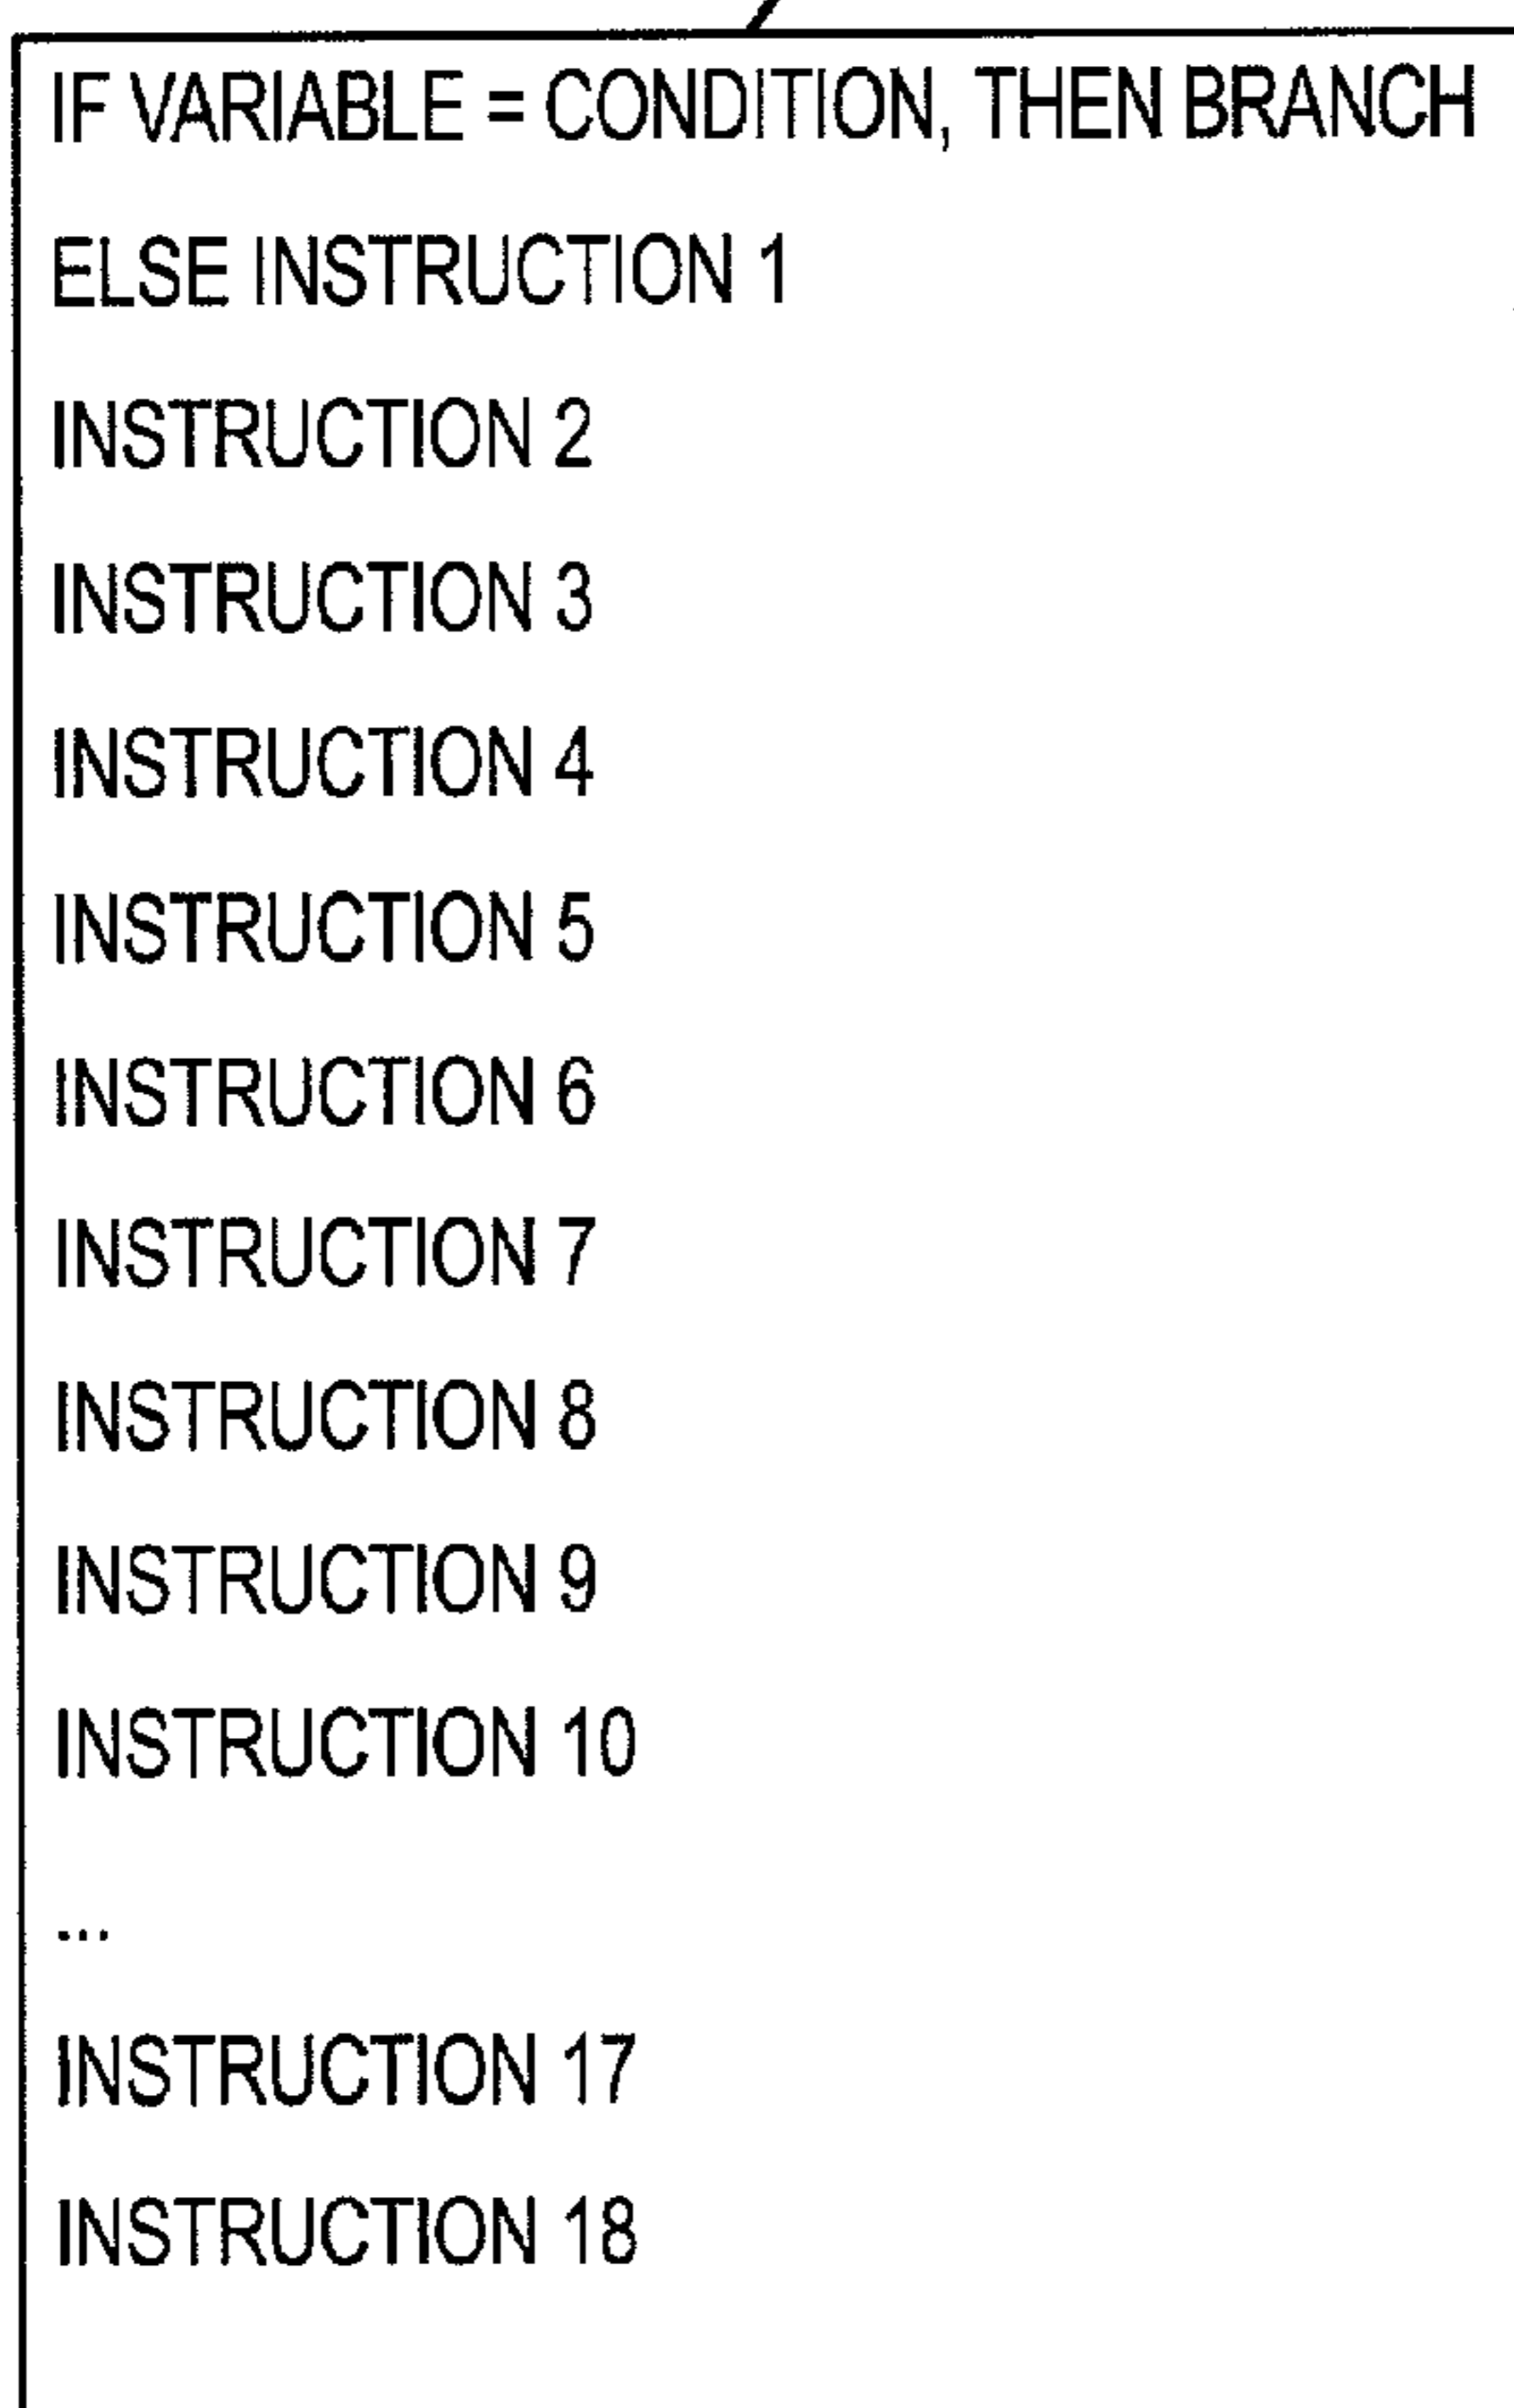 IF VARIABLE = CONDITION, THEN BRANCH
ELSE INSTRUCTION 1
INSTRUCTION 2
INSTRUCTION 3
INSTRUCTION 4
INSTRUCTION 5
INSTRUCTION 6
INSTRUCTION 7
INSTRUCTION 8
INSTRUCTION 9
INSTRUCTION 10
...
INSTRUCTION 17
INSTRUCTION 18